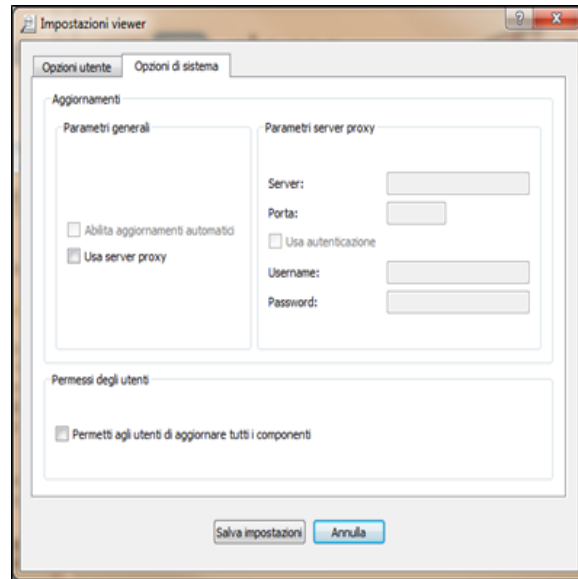 Impostazioni viewer
Opzioni utente
Opzioni di sistema
Aggiornamenti
Parametri generali
Abilita aggiornamenti automatici
Usa server proxy
Parametri server proxy
Server:
Porta:
Usa autenticazione
Username:
Password:
Permessi degli utenti
Permetti agli utenti di aggiornare tutti i componenti
Salva impostazioni
Annulla